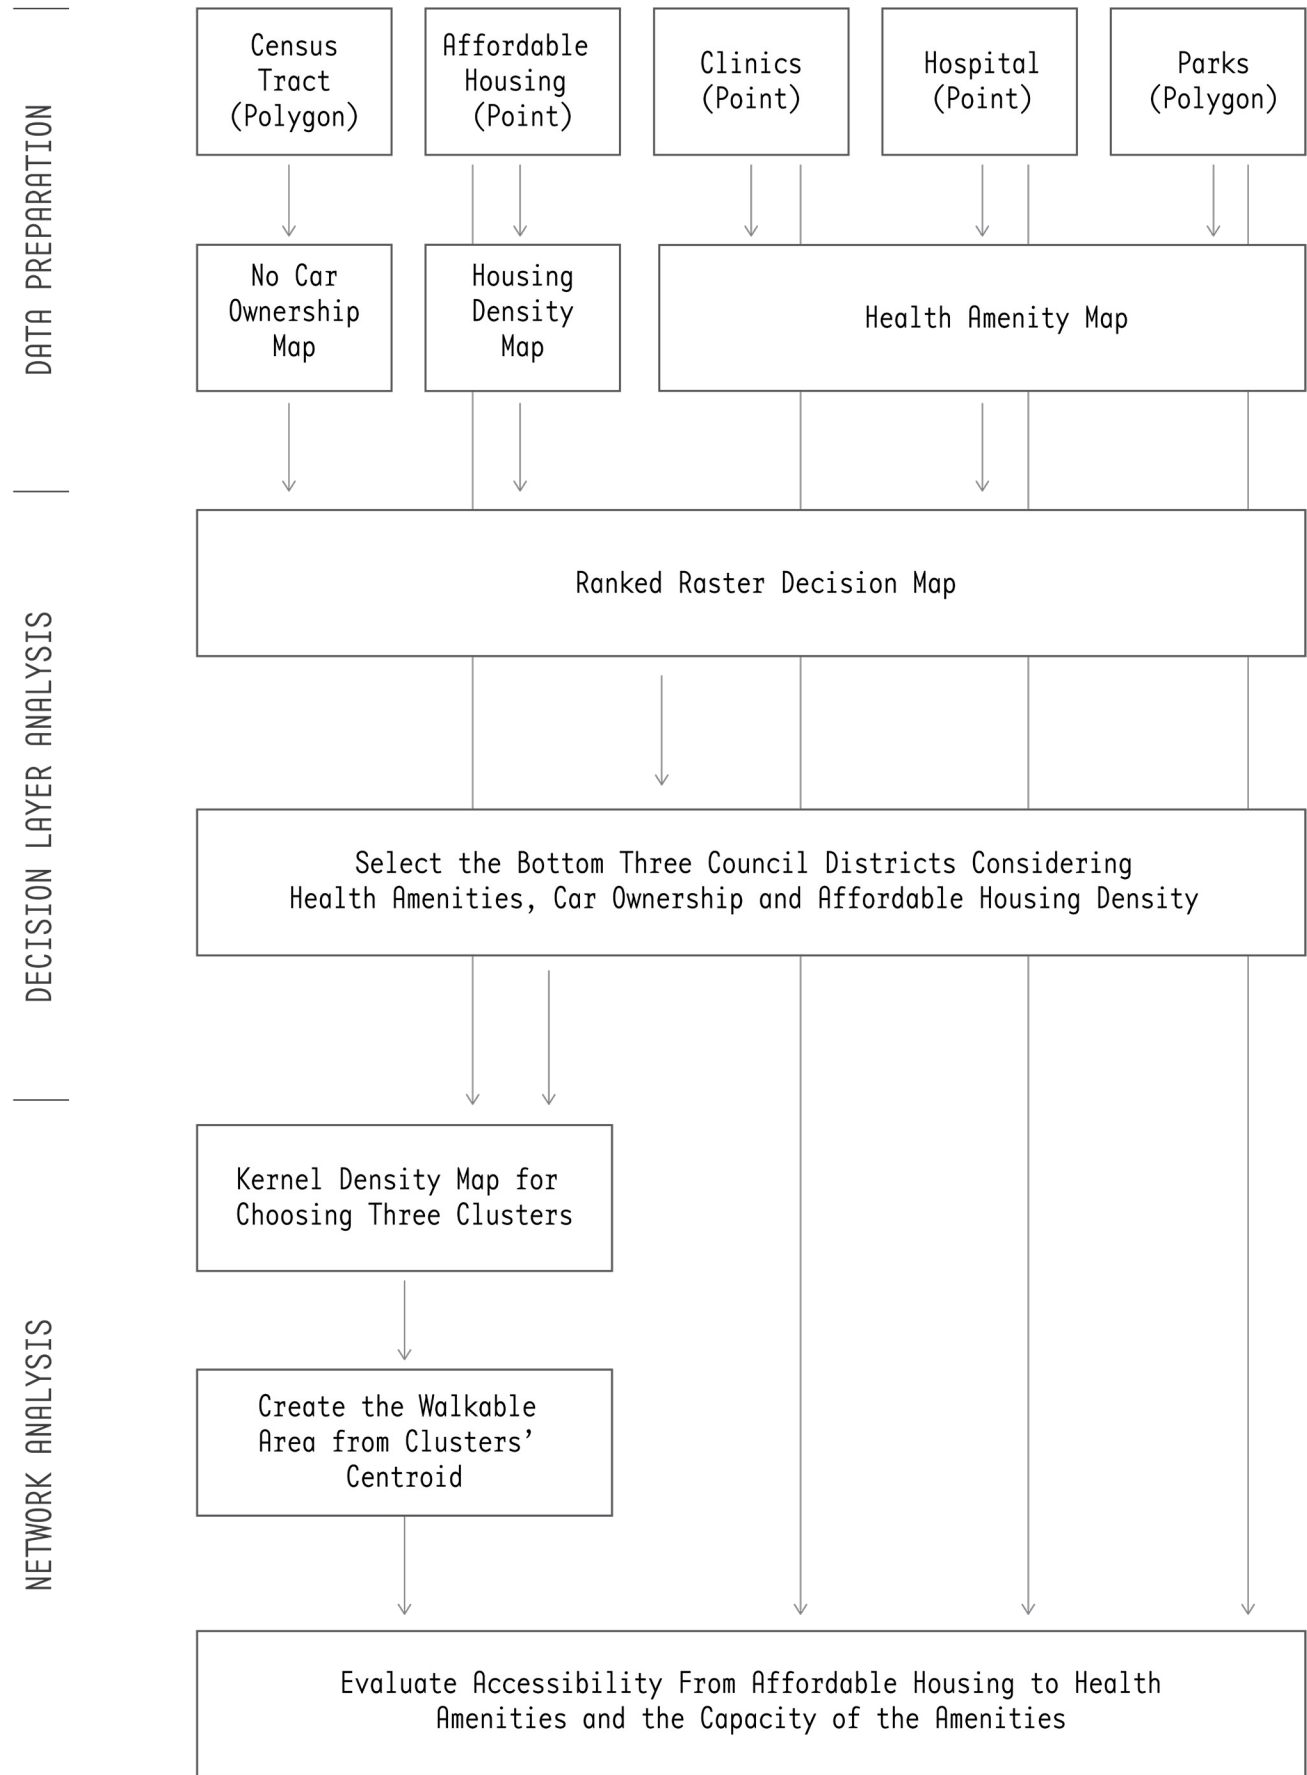 DATA PREPARATION
Census
Tract
(Polygon)
Affordable
Housing
(Point)
Clinics
(Point)
Hospital
(Point)
Parks
(Polygon)
No Car
Ownership
Map
Housing
Density
Map
Health Amenity Map
DECISION LAYER ANALYSIS
Ranked Raster Decision Map
Select the Bottom Three Council Districts Considering
Health Amenities, Car Ownership and Affordable Housing Density
NETWORK ANALYSIS
Kernel Density Map for
Choosing Three Clusters
Create the Walkable
Area from Clusters’
Centroid
Evaluate Accessibility From Affordable Housing to Health
Amenities and the Capacity of the Amenities